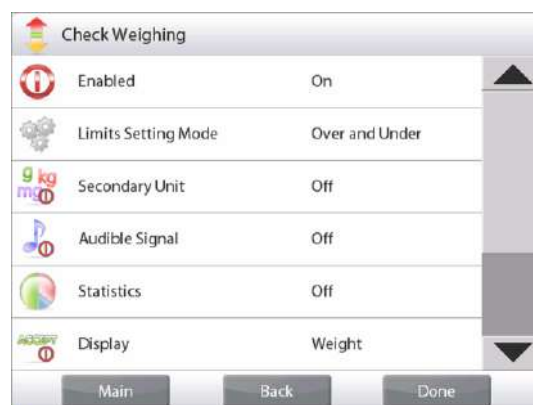 Check Weighing
Enabled On
Limits Setting Mode Over and Under
g kg
mg
Secondary Unit Off
Audible Signal Off
Statistics Off
ACCEPT
Display Weight
Main Back Done